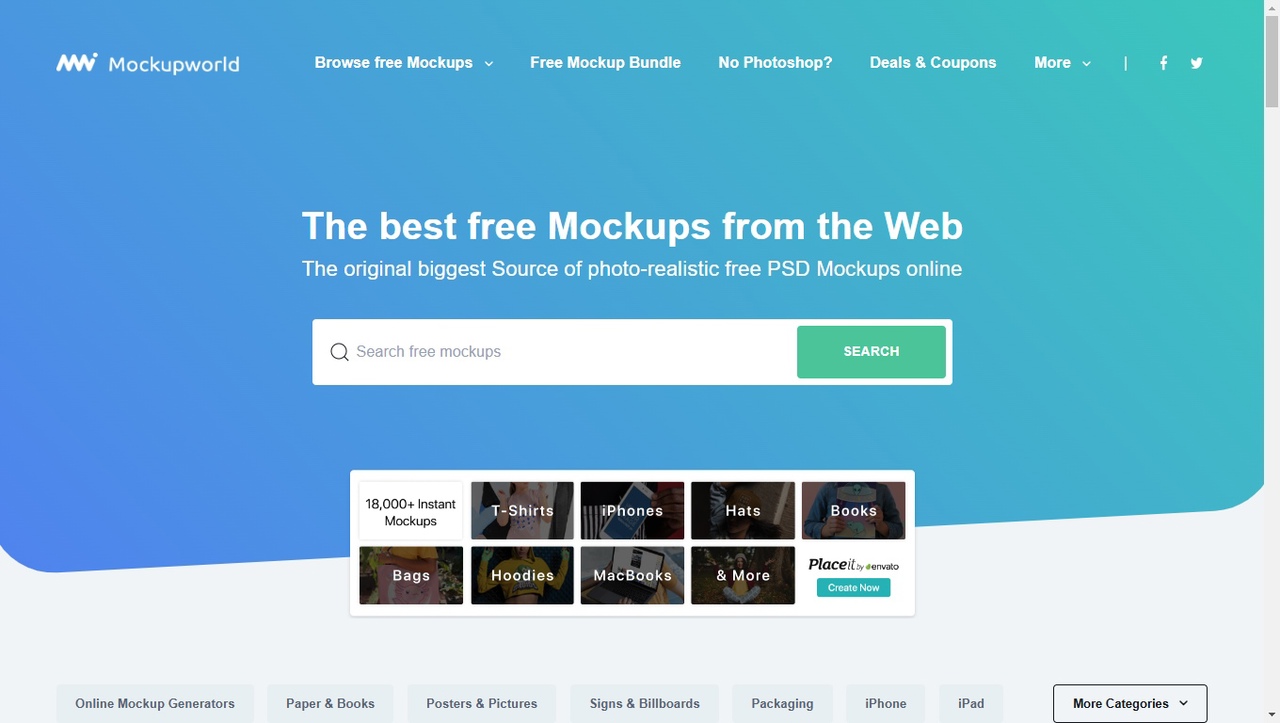 Mockupworld
Browse free Mockups
Free Mockup Bundle
No Photoshop?
Deals & Coupons
More
The best free Mockups from the Web
The original biggest Source of photo-realistic free PSD Mockups online
Search free mockups
SEARCH
18,000+ Instant
Mockups
T-Shirts
iPhones
Hats
Books
Bags
Hoodies
MacBooks
& More
Placeit by envato
Create Now
Online Mockup Generators
Paper & Books
Posters & Pictures
Signs & Billboards
Packaging
iPhone
iPad
More Categories